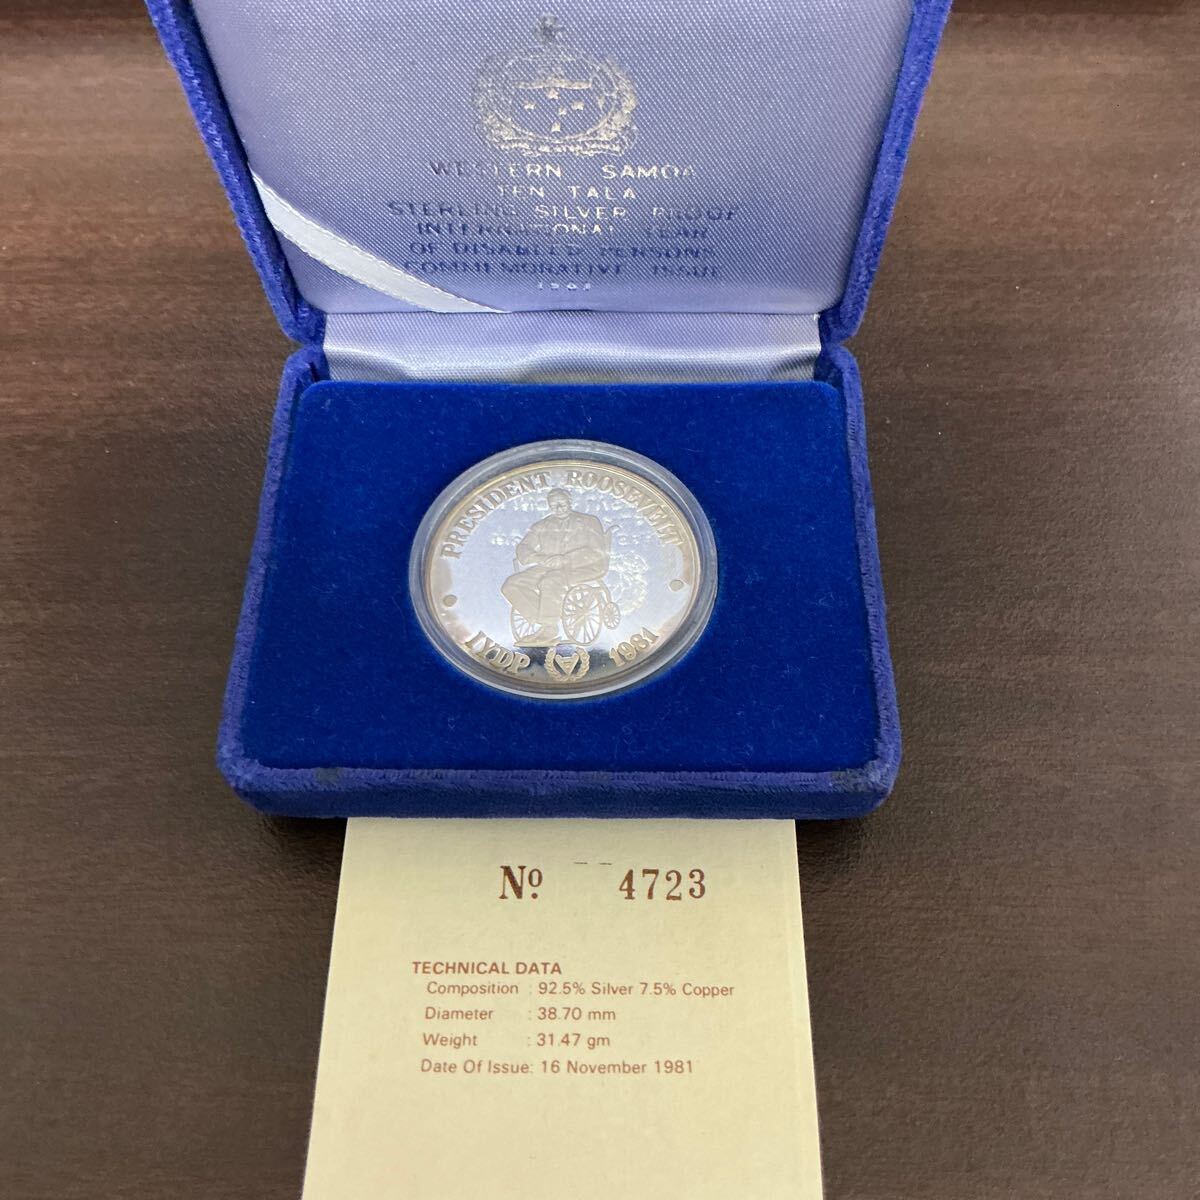 WESTERN SAMOA
TEN TALA
STERLING SILVER PROOF
INTERNATIONAL YEAR
OF DISABLED PERSONS
COMMEMORATIVE ISSUE
1981
PRESIDENT ROOSEVELT
IYDP 1981
No 4723
TECHNICAL DATA
Composition : 92.5% Silver 7.5% Copper
Diameter : 38.70 mm
Weight : 31.47 gm
Date Of Issue: 16 November 1981